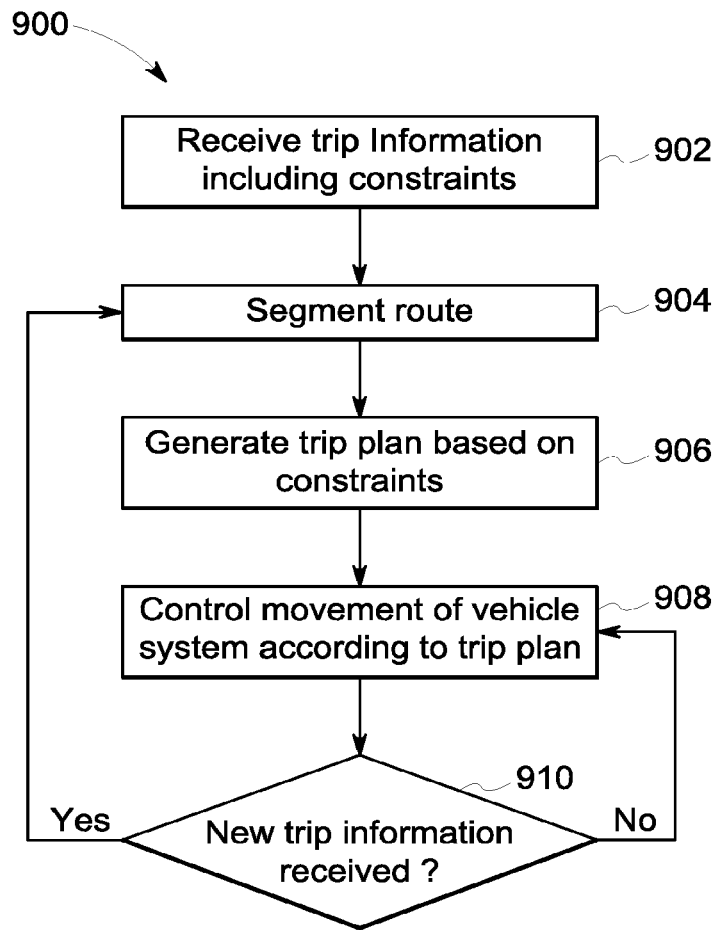 900
Receive trip Information
including constraints
902
Segment route
904
Generate trip plan based on
constraints
906
Control movement of vehicle
system according to trip plan
908
910
Yes
New trip information
received ?
No